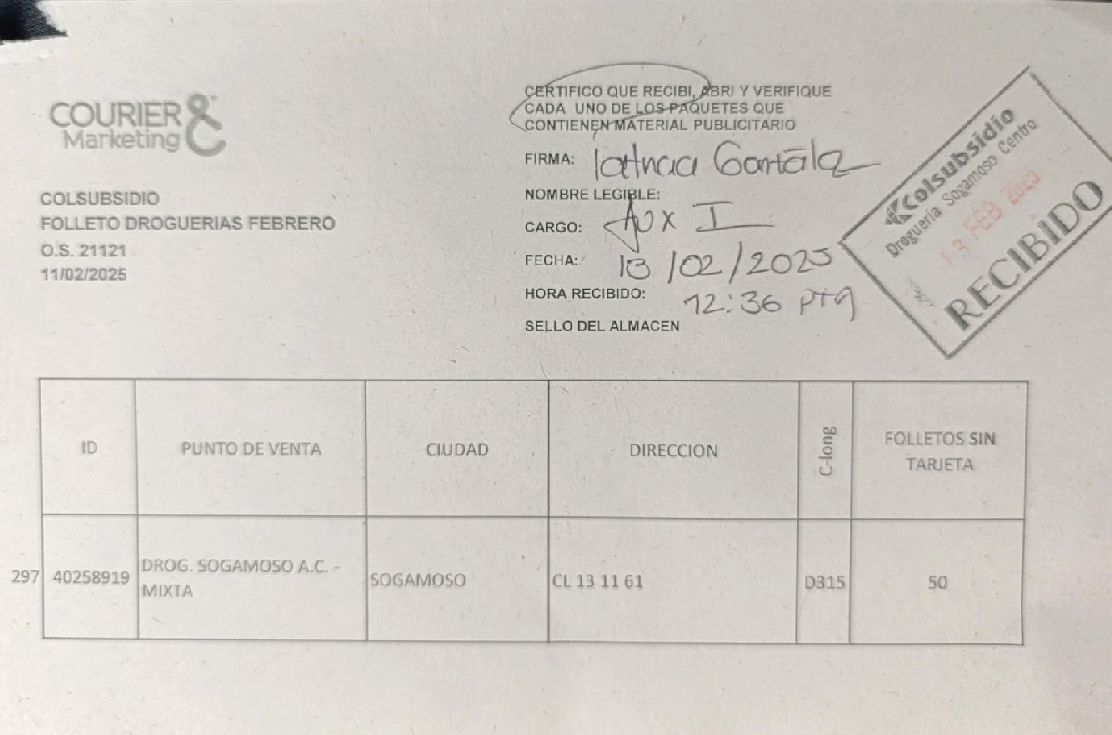 COURIER &
Marketing
COLSUBSIDIO
FOLLETO DROGUERIAS FEBRERO
O.S. 21121
11/02/2025
CERTIFICO QUE RECIBI, ABRI Y VERIFIQUE
CADA UNO DE LOS PAQUETES QUE
CONTIENEN MATERIAL PUBLICITARIO
FIRMA:
NOMBRE LEGIBLE:
CARGO: Aux I
FECHA: 13/02/2025
HORA RECIBIDO: 12:36
SELLO DEL ALMACEN
Colsubsidio
Drogueria Sogamoso Centro
13 FEB 2025
RECIBIDO
ID PUNTO DE VENTA CIUDAD DIRECCION C-long FOLLETOS SIN
TARJETA
297 40258919 DROG. SOGAMOSO A.C. - SOGAMOSO CL 13 11 61 D315 50
MIXTA